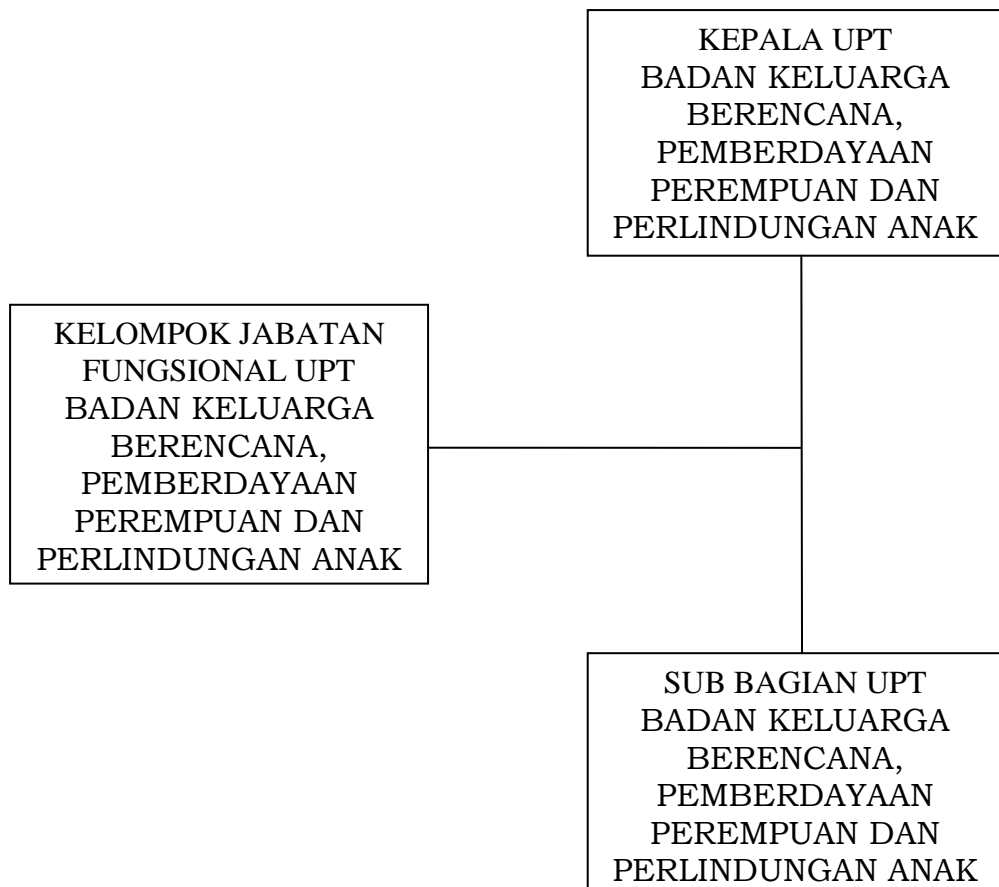 KEPALA UPT
BADAN KELUARGA
BERENCANA,
PEMBERDAYAAN
PEREMPUAN DAN
PERLINDUNGAN ANAK
KELOMPOK JABATAN
FUNGSIONAL UPT
BADAN KELUARGA
BERENCANA,
PEMBERDAYAAN
PEREMPUAN DAN
PERLINDUNGAN ANAK
SUB BAGIAN UPT
BADAN KELUARGA
BERENCANA,
PEMBERDAYAAN
PEREMPUAN DAN
PERLINDUNGAN ANAK